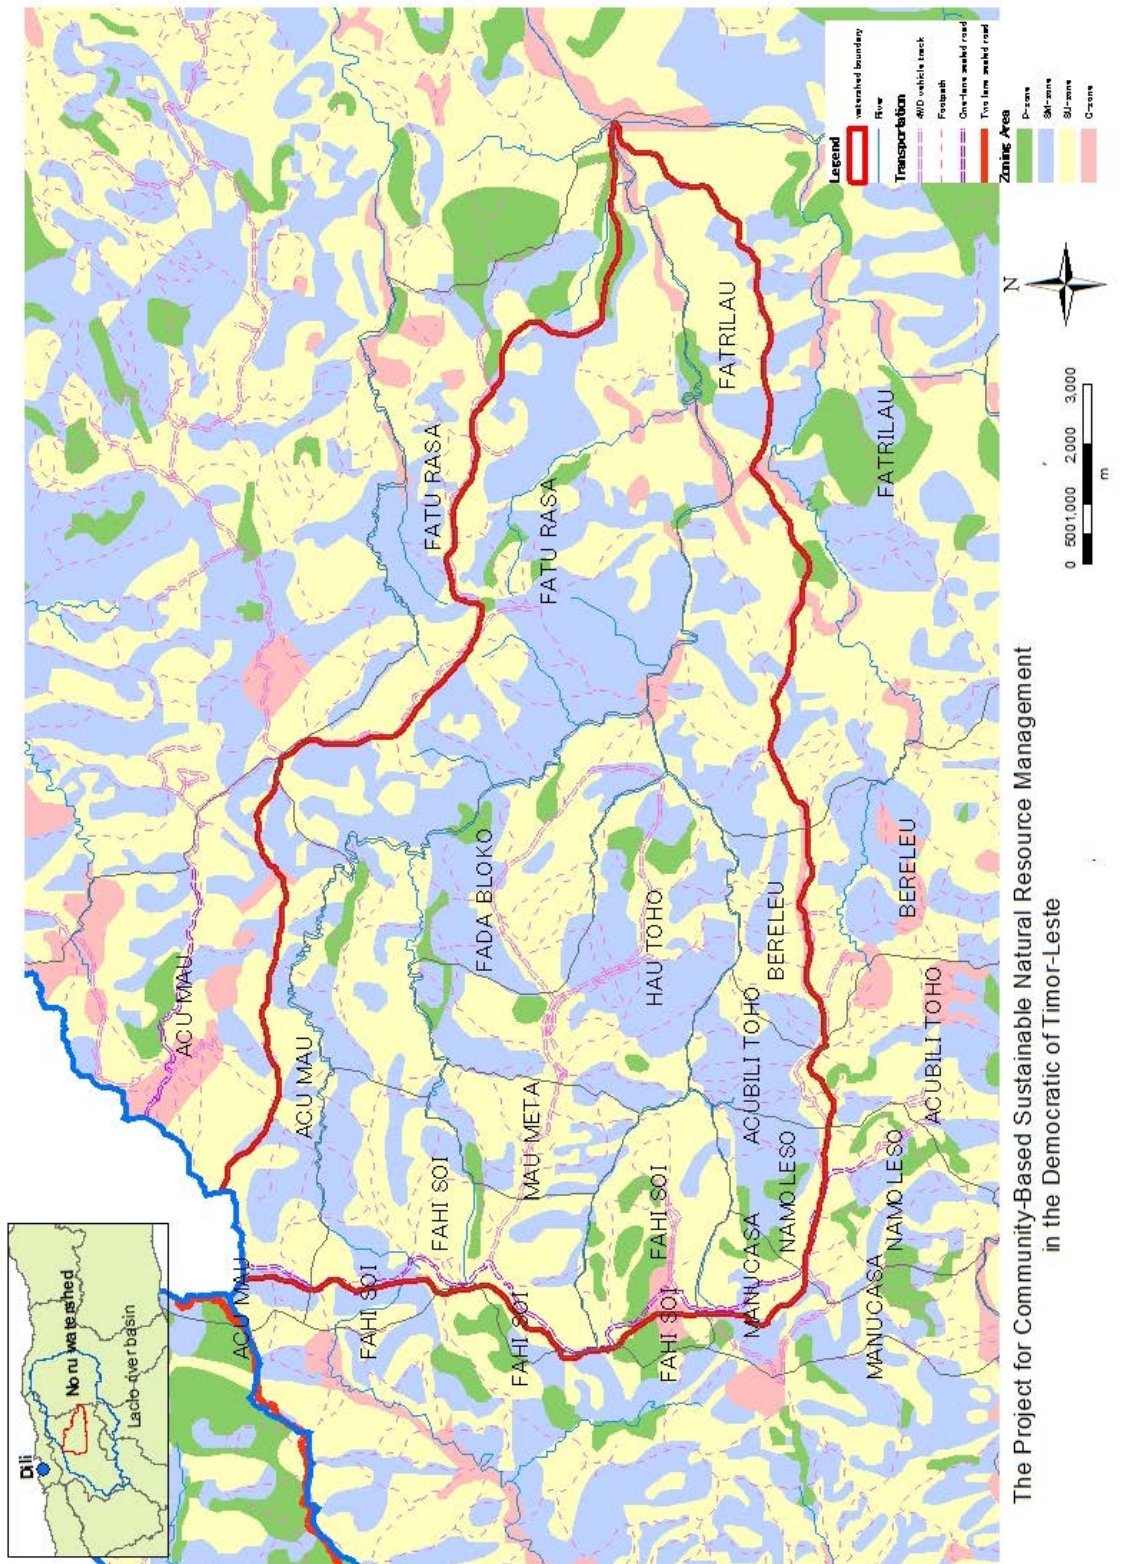 Dili
Noru watershed
Laclo river basin
ACU MAU
ACU MAU
ACU MAU
FAHI SOI
FATU RASA
FAHI SOI
FADA BLOKO
FAHI SOI
MAU META
FATU RASA
HAU TOHO
FAHI SOI
FAHI SOI
FATRILAU
MANUCASA
ACUBILI TOHO
BERELEU
NAMOLESO
MANUCASA
FATRILAU
NAMOLESO
BERELEU
ACUBILI TOHO
Legend
watershed boundary
River
Transportation
4WD vehicle track
Footpath
One-lane sealed road
Two lane sealed road
Zoning Area
P-zone
SM-zone
SU-zone
C-zone
N
0 5001,000 2,000 3,000
m
The Project for Community-Based Sustainable Natural Resource Management
in the Democratic of Timor-Leste